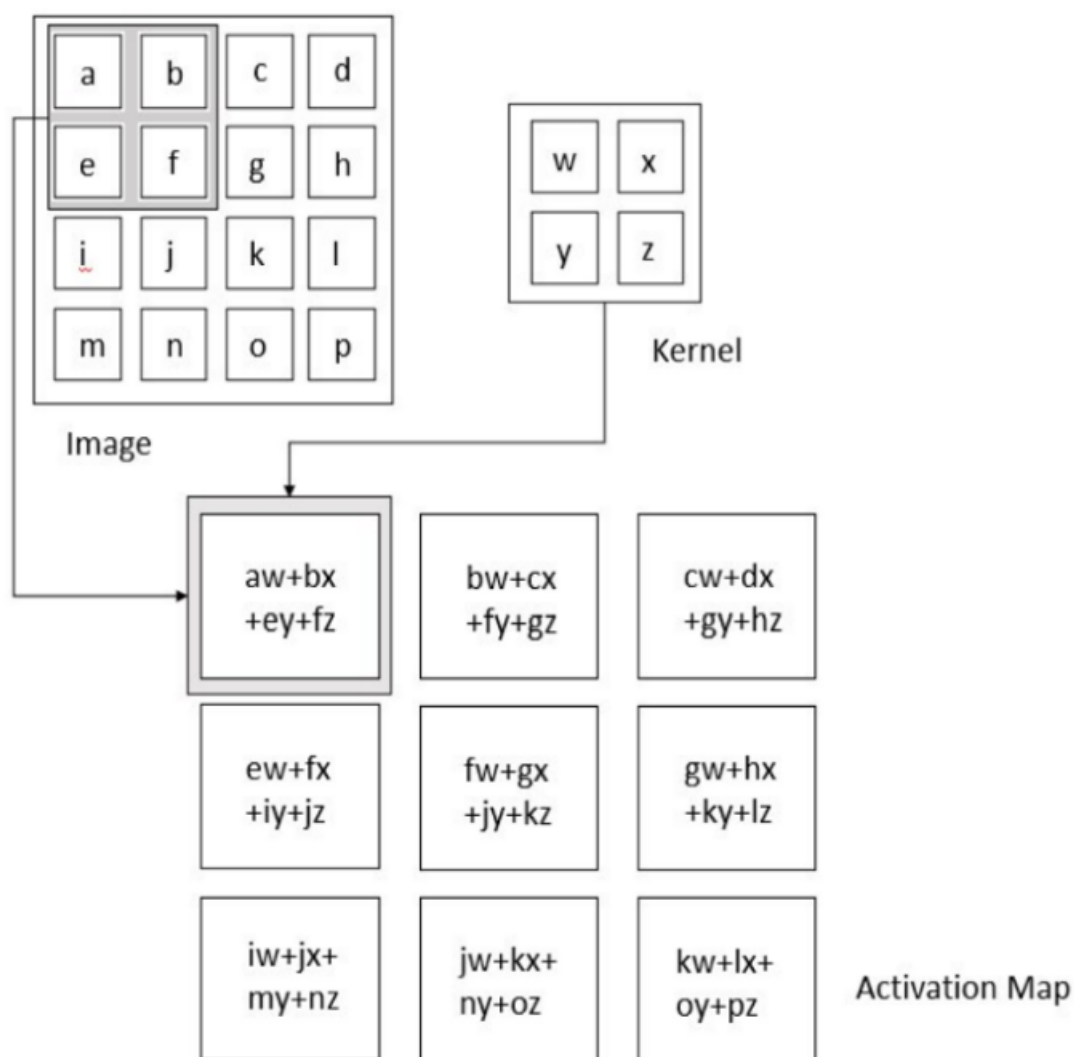 a b c d
e f g h
i j k l
m n o p
Image
w x
y z
Kernel
aw+bx
+ey+fz
bw+cx
+fy+gz
cw+dx
+gy+hz
ew+fx
+iy+jz
fw+gx
+jy+kz
gw+hx
+ky+lz
iw+jx+
my+nz
jw+kx+
ny+oz
kw+lx+
oy+pz
Activation Map